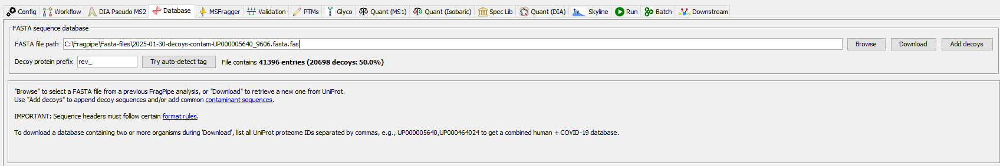 Config Workflow DIA Pseudo MS2 Database MSFragger Validation PTMs Glyco Quant (MS1) Quant (Isobaric) Spec Lib Quant (DIA) Skyline Run Batch Downstream
FASTA sequence database
FASTA file path C:\Fragpipe\Fasta-files\2025-01-30-decoys-contam-UP000005640_9606.fasta.fas Browse Download Add decoys
Decoy protein prefix rev_ Try auto-detect tag File contains 41396 entries (20698 decoys: 50.0%)
"Browse" to select a FASTA file from a previous FragPipe analysis, or "Download" to retrieve a new one from UniProt.
Use "Add decoys" to append decoy sequences and/or add common contaminant sequences.
IMPORTANT: Sequence headers must follow certain format rules.
To download a database containing two or more organisms during 'Download', list all UniProt proteome IDs separated by commas, e.g., UP000005640,UP000464024 to get a combined human + COVID-19 database.